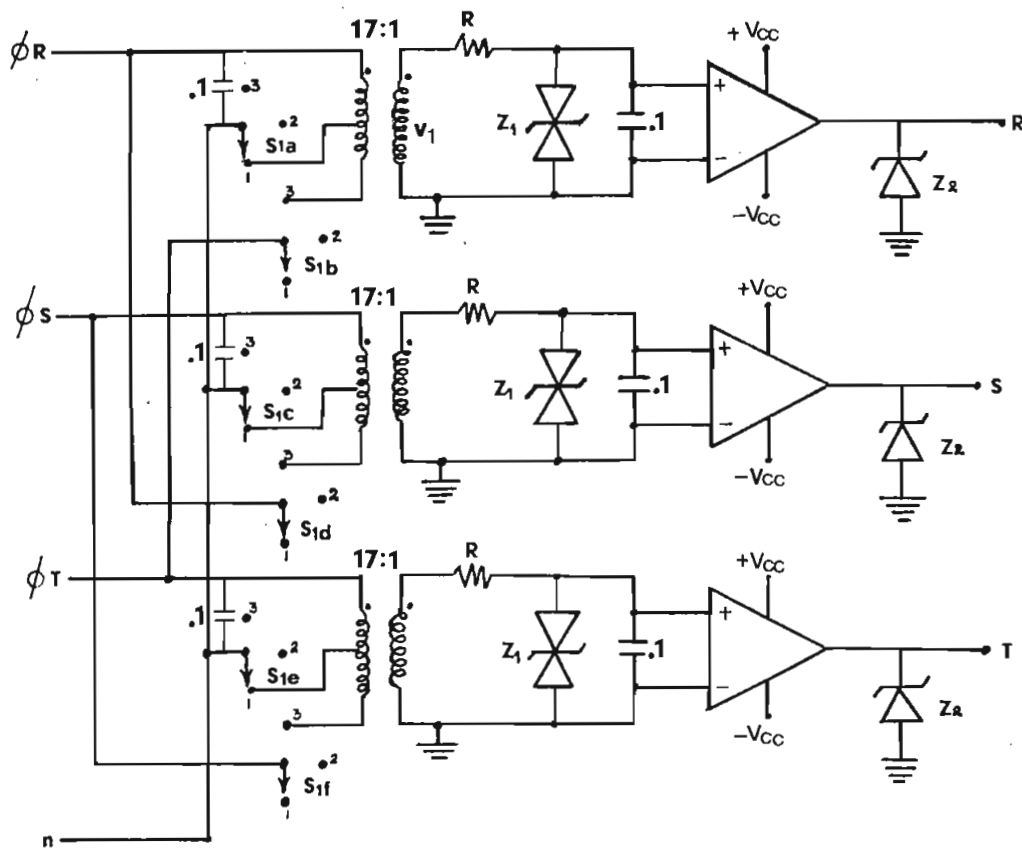 17:1
R
+VCC
ØR
.1
3
2
S1a
1
V1
Z1
.1
+
−
−VCC
R
Z2
3
2
S1b
1
17:1
R
+VCC
ØS
.1
3
2
S1c
1
Z1
.1
+
−
−VCC
S
Z2
3
2
S1d
1
17:1
R
+VCC
ØT
.1
3
2
S1e
1
Z1
.1
+
−
−VCC
T
Z2
3
2
S1f
1
n